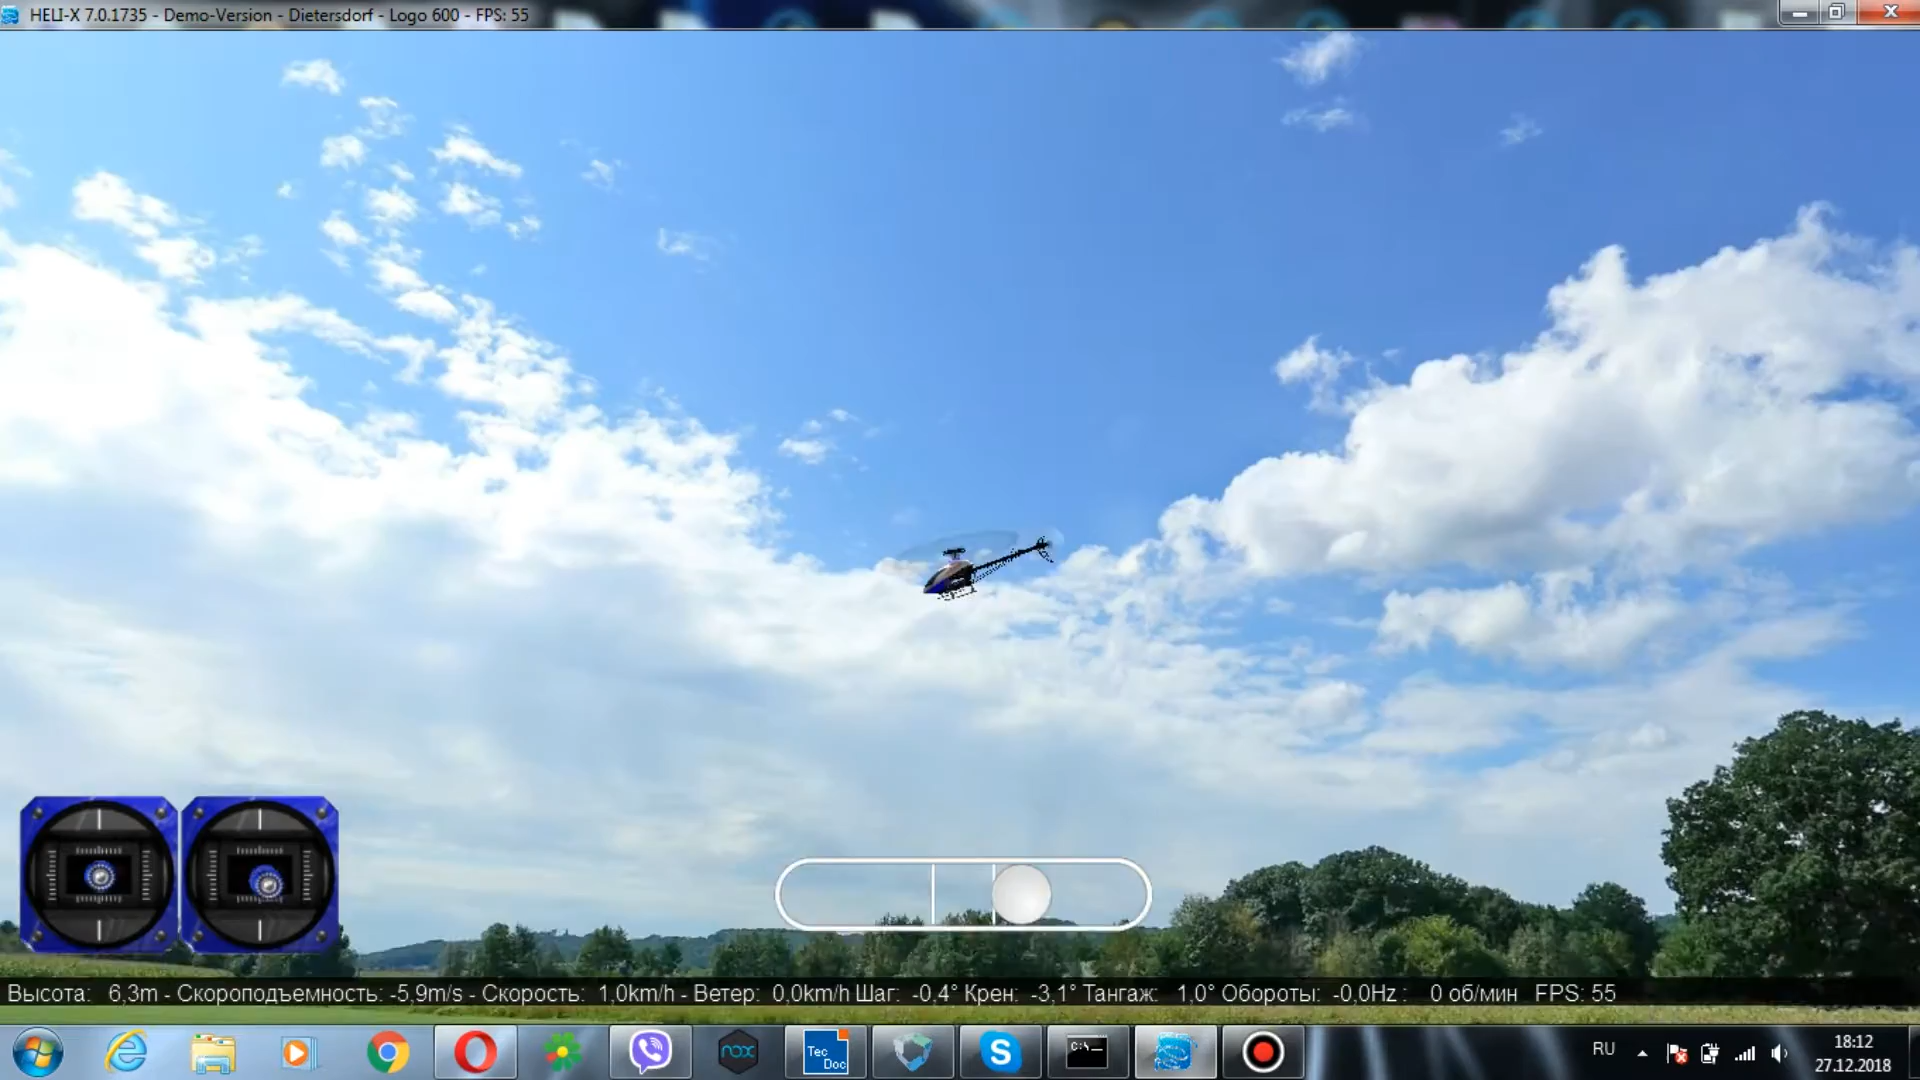 HELI-X 7.0.1735 - Demo-Version - Dietersdorf - Logo 600 - FPS: 55
Высота: 6,3m - Скороподъемность: -5,9m/s - Скорость: 1,0km/h - Ветер: 0,0km/h Шаг: -0,4° Крен: -3,1° Тангаж: 1,0° Обороты: -0,0Hz : 0 об/мин FPS: 55
nox
Tec
Doc
S
C:\_
RU
18:12
27.12.2018